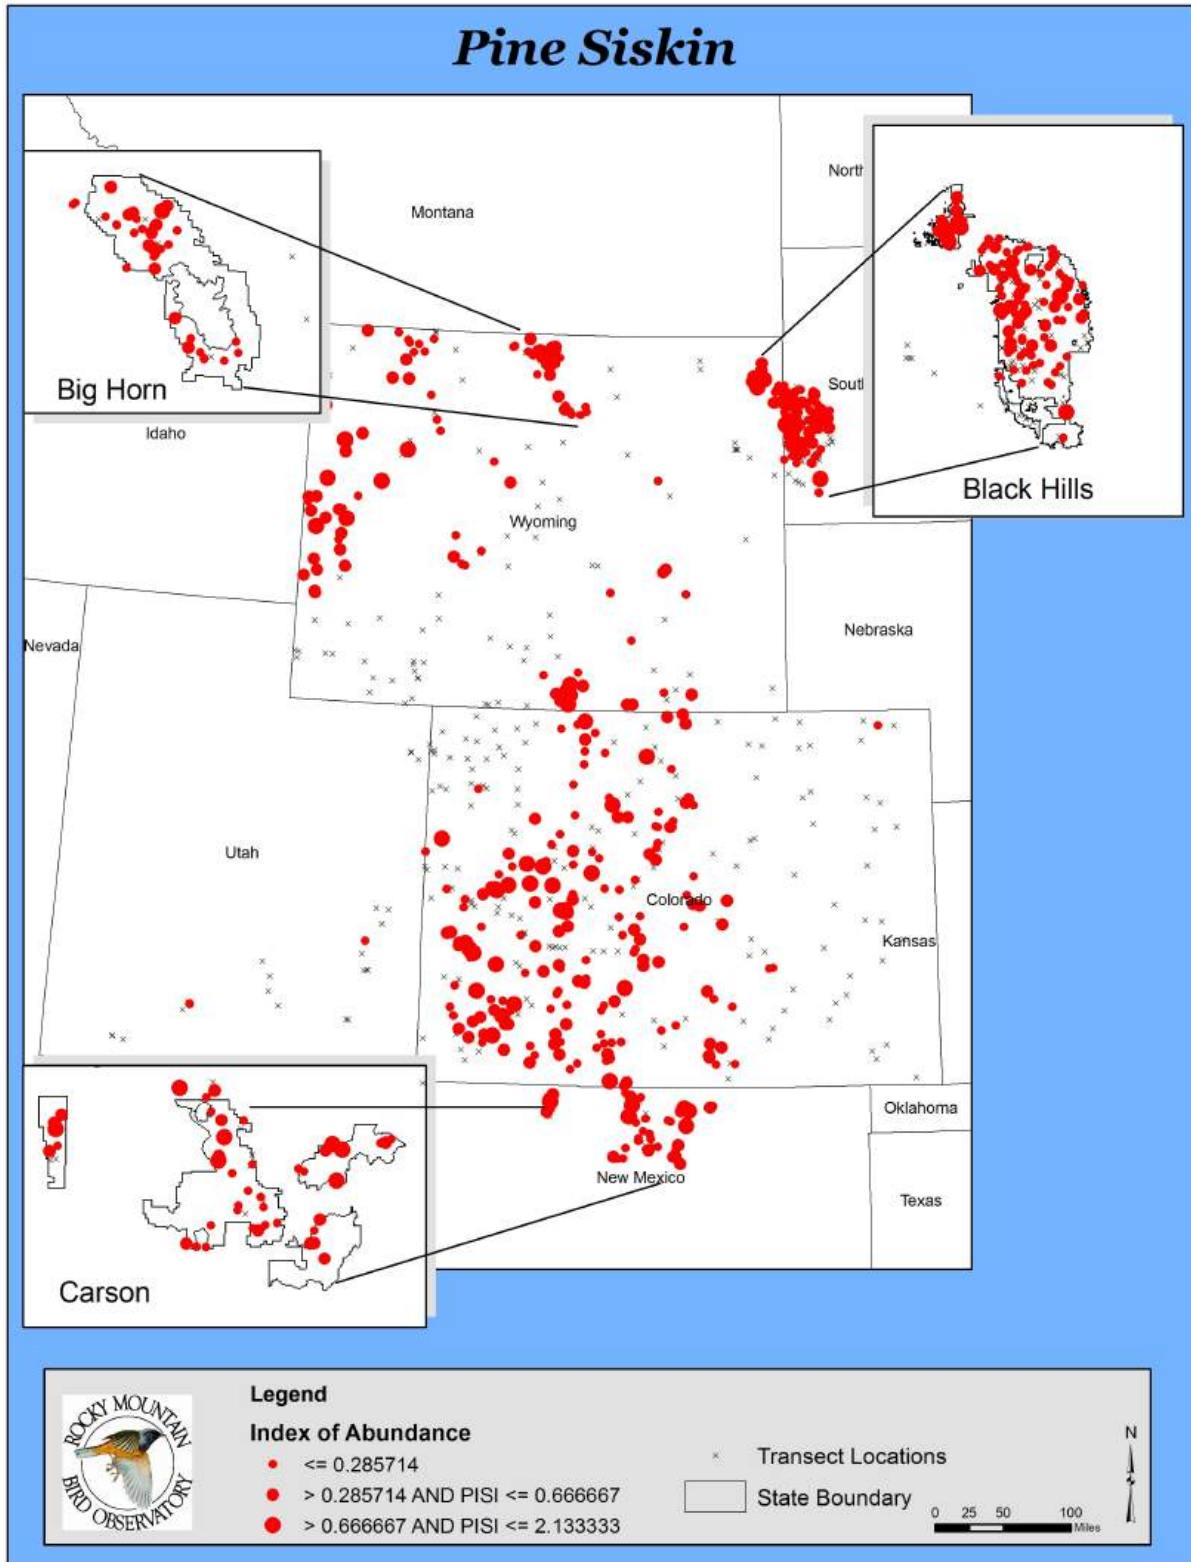 Pine Siskin
North
Montana
Big Horn
Idaho
South
Black Hills
Wyoming
Nevada
Nebraska
Utah
Colorado
Kansas
Oklahoma
New Mexico
Texas
Carson
ROCKY MOUNTAIN
BIRD OBSERVATORY
Legend
Index of Abundance
<= 0.285714
> 0.285714 AND PISI <= 0.666667
> 0.666667 AND PISI <= 2.133333
Transect Locations
State Boundary
N
0 25 50 100
Miles